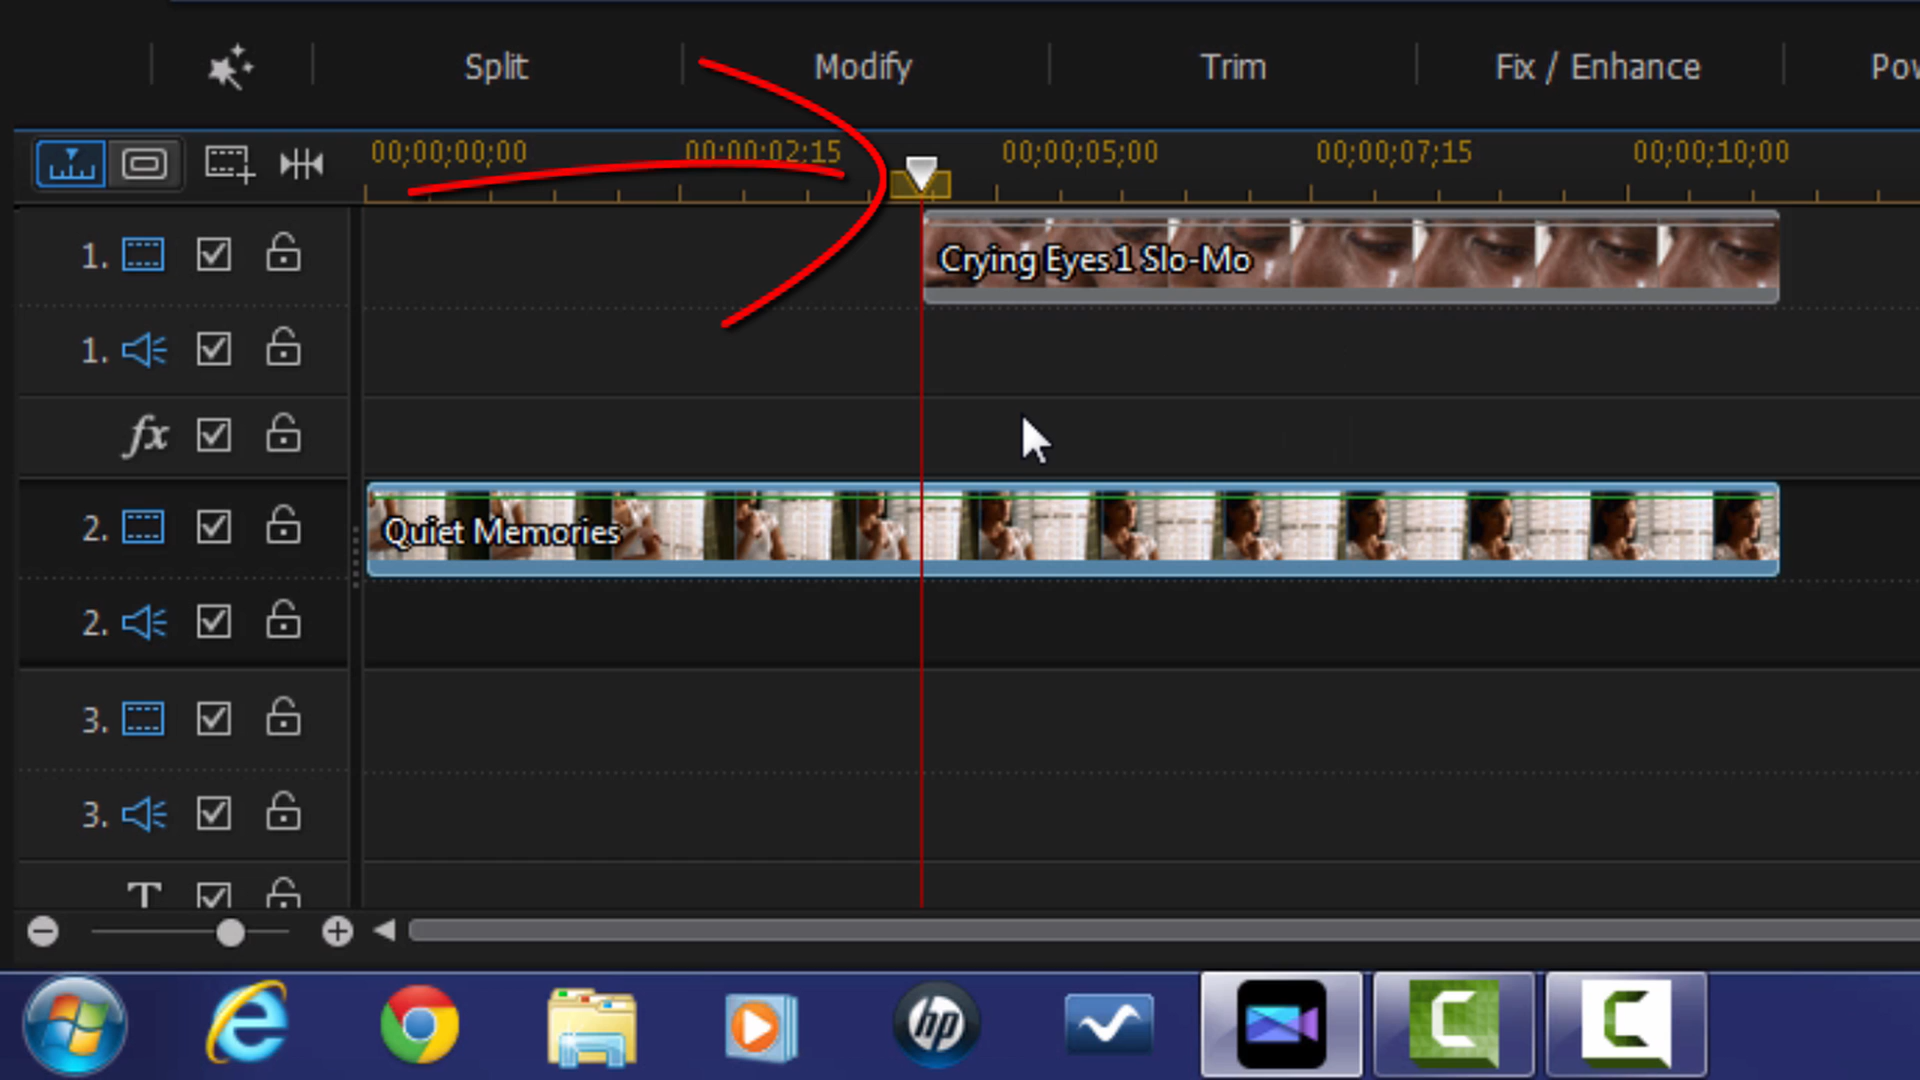 Split Modify Trim Fix / Enhance Pow
00;00;00;00 00;00;02;15 00;00;05;00 00;00;07;15 00;00;10;00
1. Crying Eyes 1 Slo-Mo
1.
fx
2. Quiet Memories
2.
3.
3.
T
hp